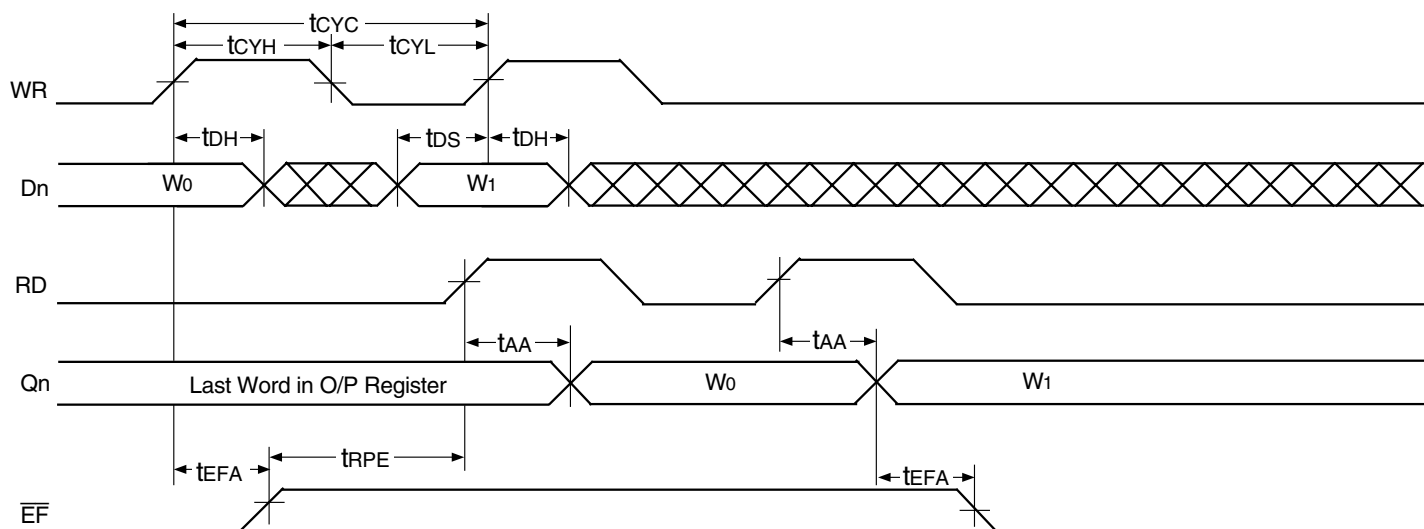 tCYC
tCYH tCYL
WR
tDH tDS tDH
Dn W0 W1
RD
tAA tAA
Qn Last Word in O/P Register W0 W1
tEFA tRPE tEFA
E̅F̅